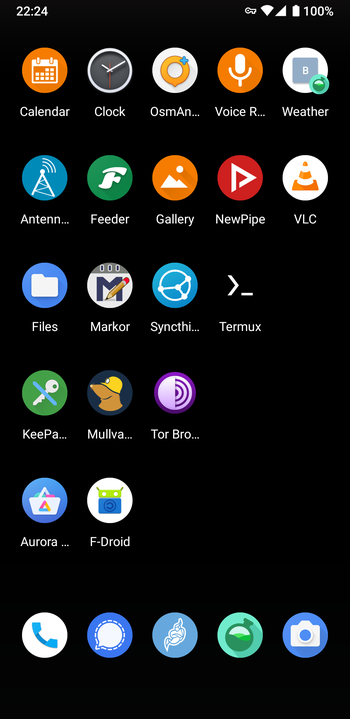 22:24 100%
Calendar Clock OsmAn… Voice R… Weather
Antenn… Feeder Gallery NewPipe VLC
Files Markor Syncthi… Termux
KeePa… Mullva… Tor Bro…
Aurora … F-Droid